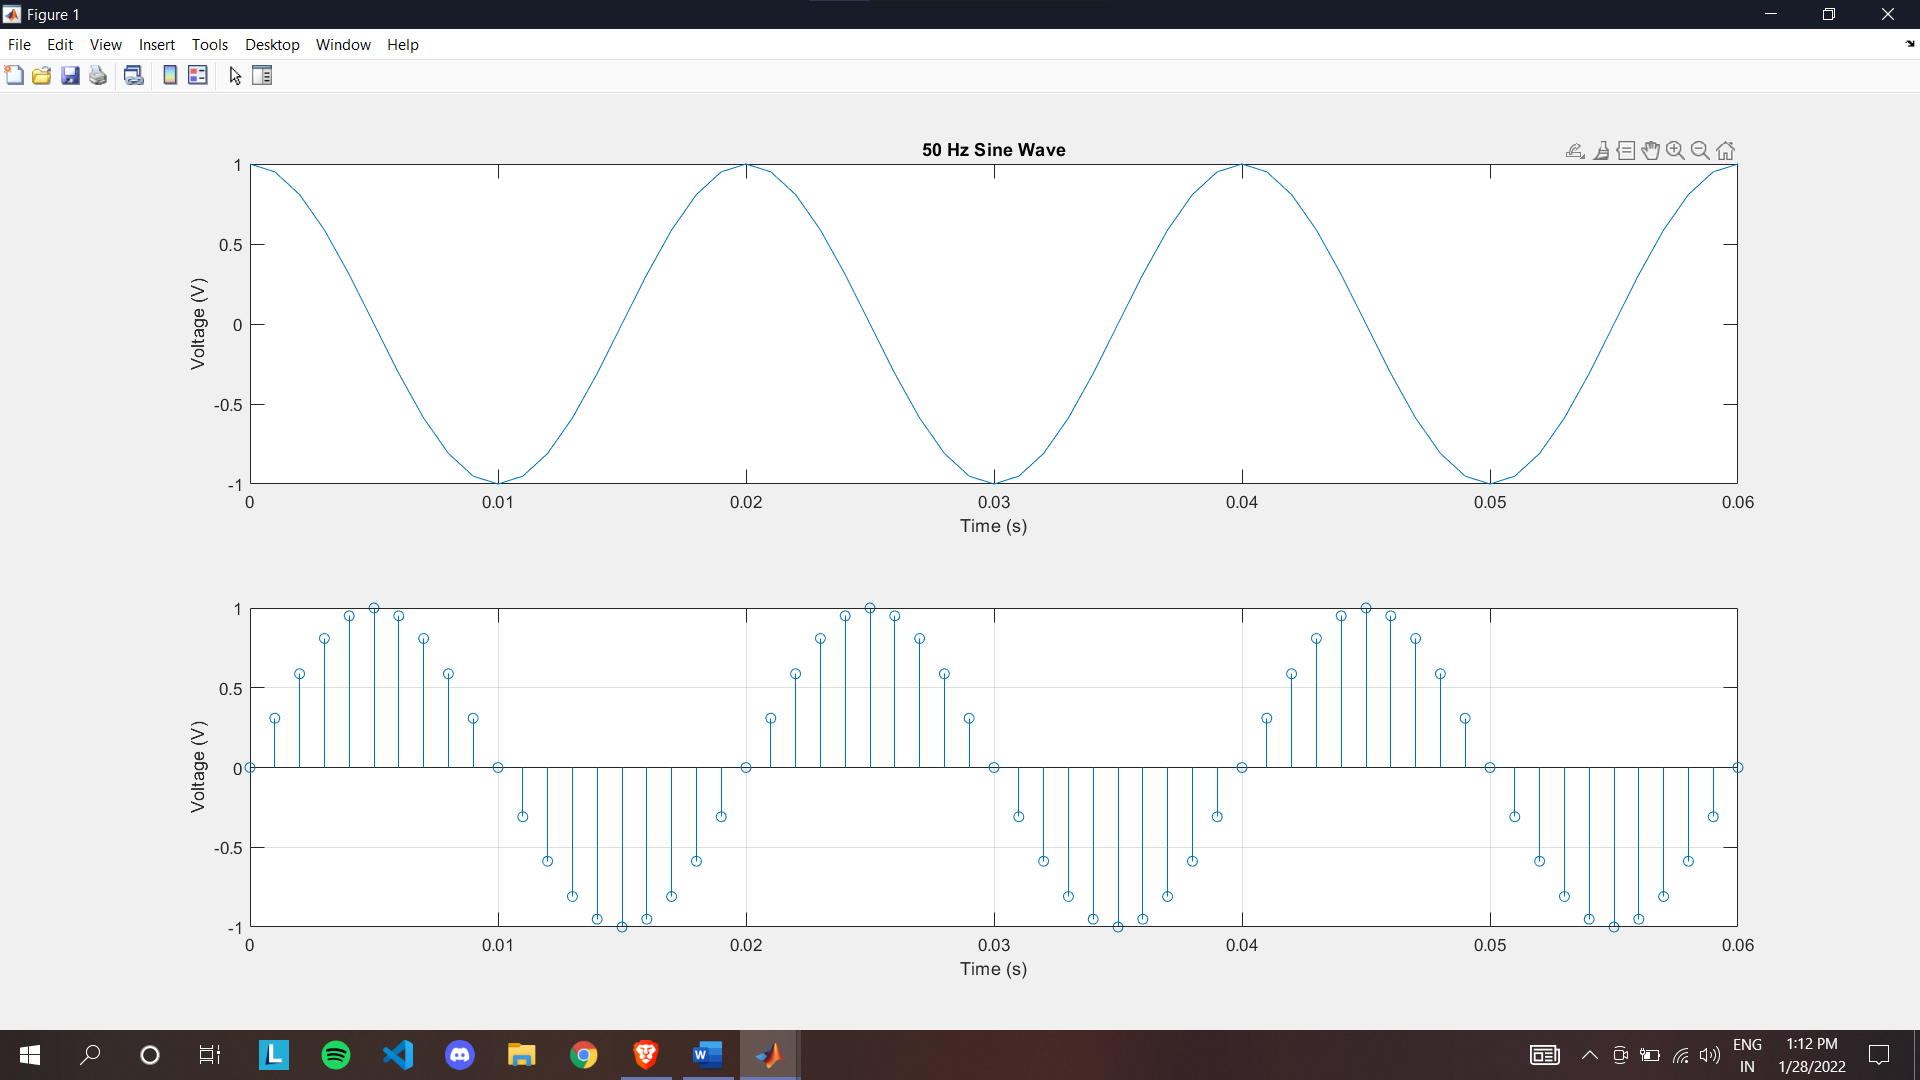 Figure 1
File Edit View Insert Tools Desktop Window Help
50 Hz Sine Wave
1
0.5
0
-0.5
-1
Voltage (V)
0 0.01 0.02 0.03 0.04 0.05 0.06
Time (s)
1
0.5
0
-0.5
-1
Voltage (V)
0 0.01 0.02 0.03 0.04 0.05 0.06
Time (s)
L
W
ENG
IN
1:12 PM
1/28/2022